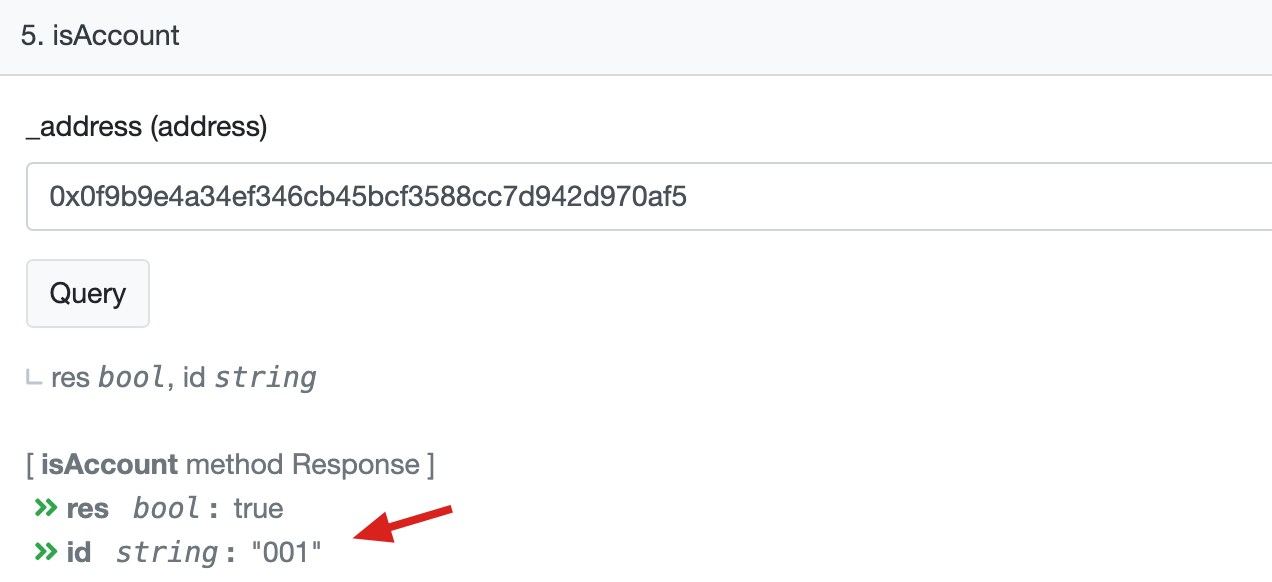 5. isAccount
_address (address)
0x0f9b9e4a34ef346cb45bcf3588cc7d942d970af5
Query
res bool, id string
[ isAccount method Response ]
res bool : true
id string : "001"